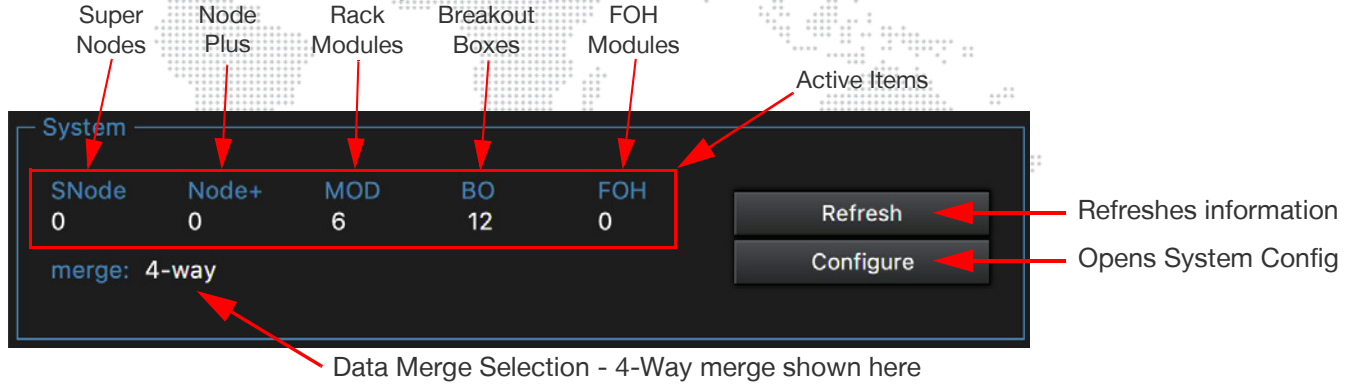 Super Nodes
Node Plus
Rack Modules
Breakout Boxes
FOH Modules
Active Items
System
SNode Node+ MOD BO FOH
0 0 6 12 0
Refresh
Refreshes information
Configure
Opens System Config
merge: 4-way
Data Merge Selection - 4-Way merge shown here